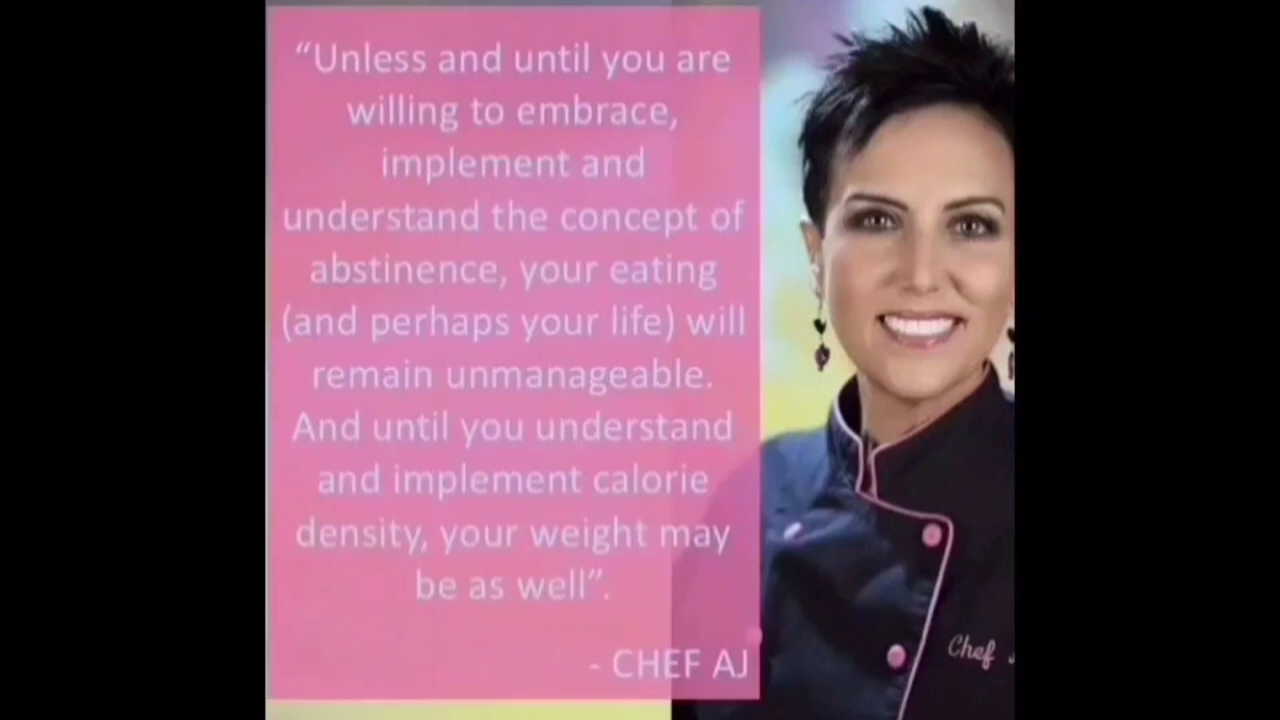 “Unless and until you are
willing to embrace,
implement and
understand the concept of
abstinence, your eating
(and perhaps your life) will
remain unmanageable.
And until you understand
and implement calorie
density, your weight may
be as well”.
- CHEF AJ
Chef